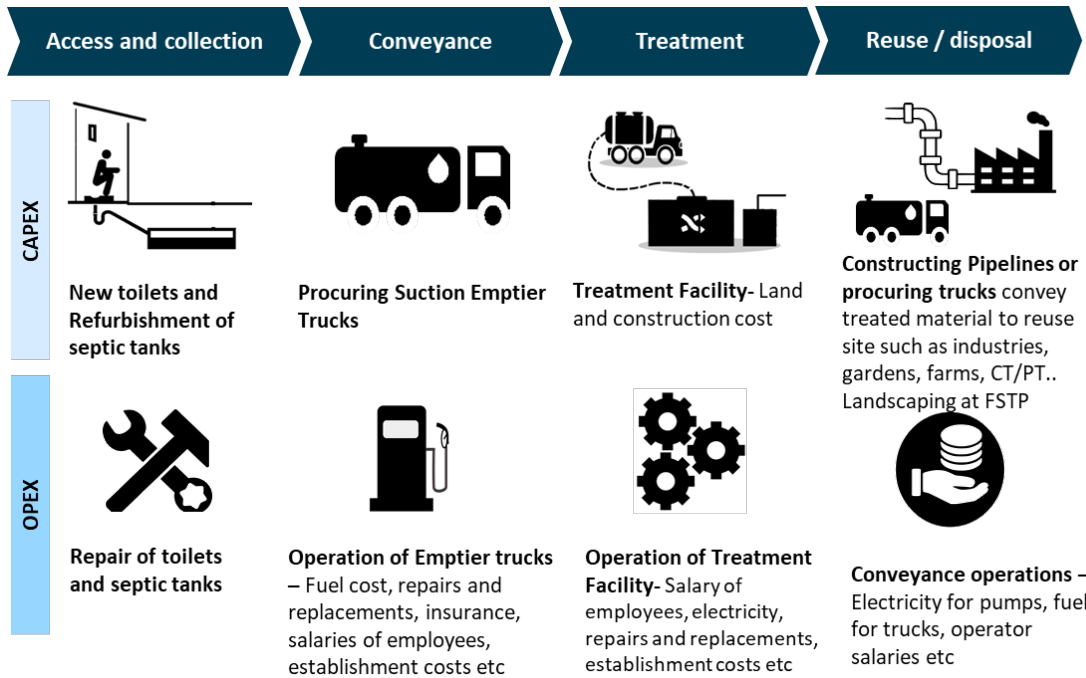 Access and collection
Conveyance
Treatment
Reuse / disposal
CAPEX
New toilets and
Refurbishment of
septic tanks
Procuring Suction Emptier
Trucks
Treatment Facility- Land
and construction cost
Constructing Pipelines or
procuring trucks convey
treated material to reuse
site such as industries,
gardens, farms, CT/PT..
Landscaping at FSTP
OPEX
Repair of toilets
and septic tanks
Operation of Emptier trucks
– Fuel cost, repairs and
replacements, insurance,
salaries of employees,
establishment costs etc
Operation of Treatment
Facility- Salary of
employees, electricity,
repairs and replacements,
establishment costs etc
Conveyance operations –
Electricity for pumps, fuel
for trucks, operator
salaries etc